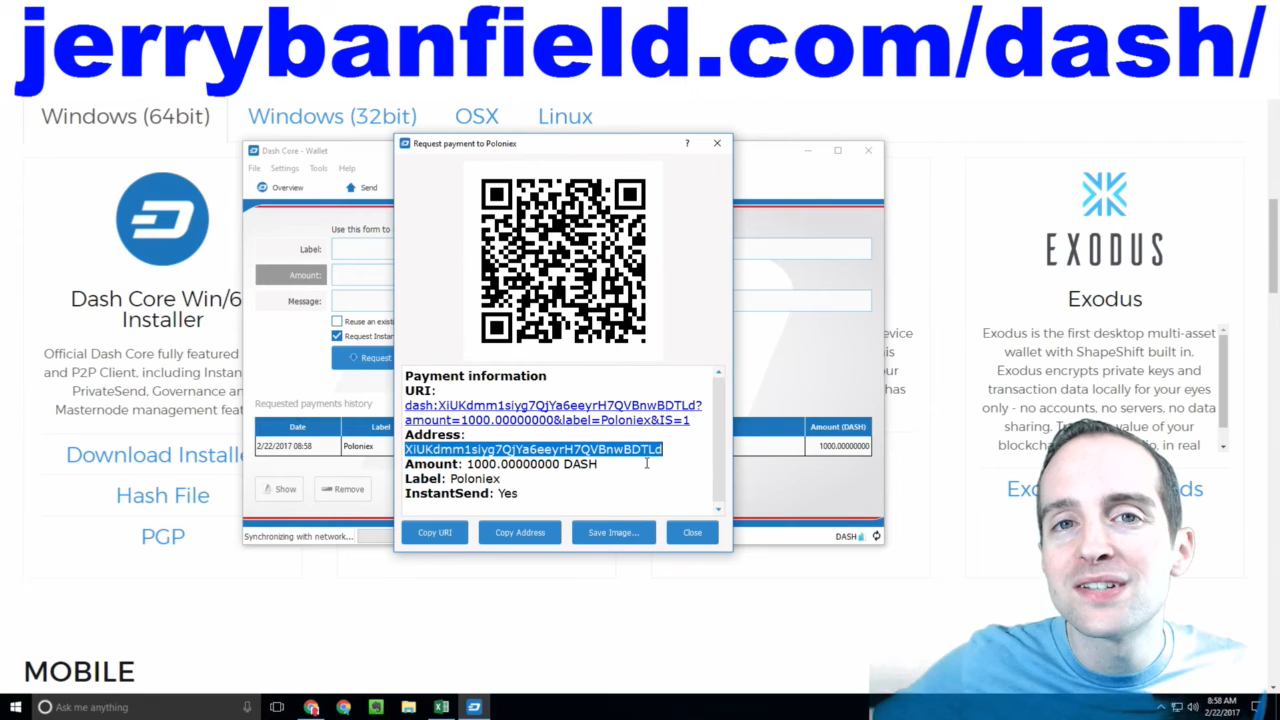 jerrybanfield.com/dash/
Windows (64bit)
Windows (32bit)
OSX
Linux
Dash Core Win/6
Installer
Official Dash Core fully featured
and P2P Client, including Instan
PrivateSend, Governance an
Masternode management feat
Download Installe
Hash File
PGP
Dash Core - Wallet
File
Settings
Tools
Help
Overview
Send
Use this form to
Label:
Amount:
Message:
Reuse an existi
Request Instan
Request
Requested payments history
Date
Label
Amount (DASH)
2/22/2017 08:58
Poloniex
1000.00000000
Show
Remove
Synchronizing with network...
DASH
Request payment to Poloniex
?
Payment information
URI:
dash:XiUKdmm1siyg7QjYa6eeyrH7QVBnwBDTLd?
amount=1000.00000000&label=Poloniex&IS=1
Address:
XiUKdmm1siyg7QjYa6eeyrH7QVBnwBDTLd
Amount: 1000.00000000 DASH
Label: Poloniex
InstantSend: Yes
Copy URI
Copy Address
Save Image...
Close
evice
is
has
EXODUS
Exodus
Exodus is the first desktop multi-asset
wallet with ShapeShift built in.
Exodus encrypts private keys and
transaction data locally for your eyes
only - no accounts, no servers, no data
value of your
blockch
in real
Exo
ds
MOBILE
Ask me anything
8:58 AM
2/22/2017